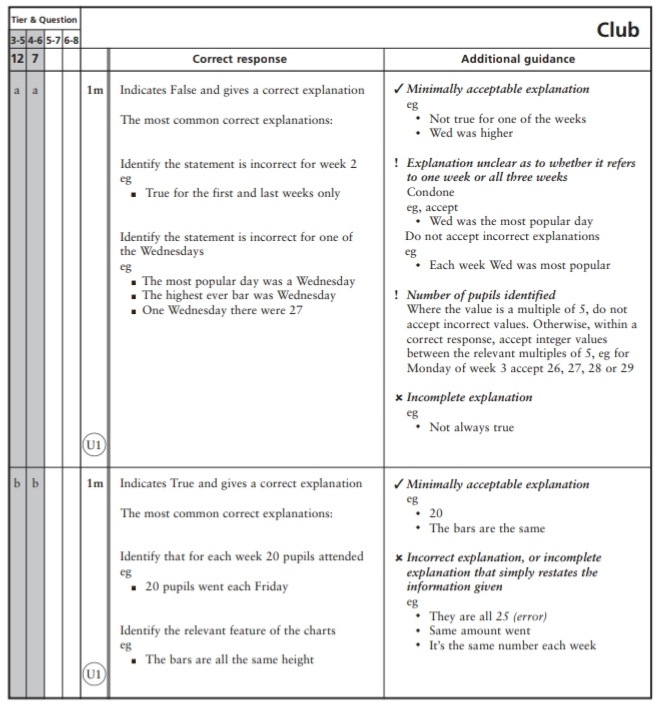 Tier & Question
Club
3-5 4-6 5-7 6-8
12 7
Correct response
Additional guidance
a a
1m
Indicates False and gives a correct explanation
The most common correct explanations:
Identify the statement is incorrect for week 2
eg
▪ True for the first and last weeks only
Identify the statement is incorrect for one of
the Wednesdays
eg
▪ The most popular day was a Wednesday
▪ The highest ever bar was Wednesday
▪ One Wednesday there were 27
U1
✓ Minimally acceptable explanation
eg
• Not true for one of the weeks
• Wed was higher
! Explanation unclear as to whether it refers
to one week or all three weeks
Condone
eg, accept
• Wed was the most popular day
Do not accept incorrect explanations
eg
• Each week Wed was most popular
! Number of pupils identified
Where the value is a multiple of 5, do not
accept incorrect values. Otherwise, within a
correct response, accept integer values
between the relevant multiples of 5, eg for
Monday of week 3 accept 26, 27, 28 or 29
× Incomplete explanation
eg
• Not always true
b b
1m
Indicates True and gives a correct explanation
The most common correct explanations:
Identify that for each week 20 pupils attended
eg
▪ 20 pupils went each Friday
Identify the relevant feature of the charts
eg
▪ The bars are all the same height
U1
✓ Minimally acceptable explanation
eg
• 20
• The bars are the same
× Incorrect explanation, or incomplete
explanation that simply restates the
information given
eg
• They are all 25 (error)
• Same amount went
• It's the same number each week